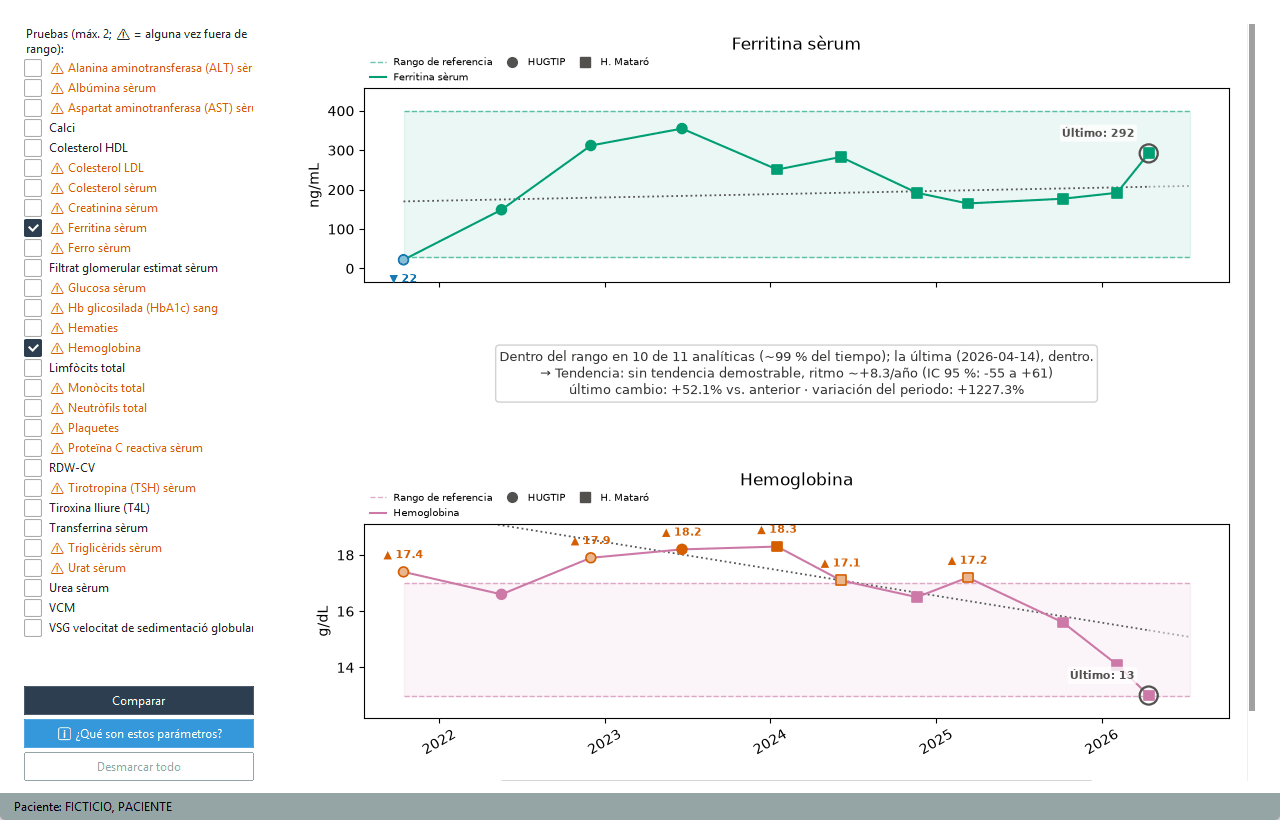 Pruebas (máx. 2; ⚠ = alguna vez fuera de
rango):
⚠ Alanina aminotransferasa (ALT) sèr
⚠ Albúmina sèrum
⚠ Aspartat aminotranferasa (AST) sèru
Calci
Colesterol HDL
⚠ Colesterol LDL
⚠ Colesterol sèrum
⚠ Creatinina sèrum
⚠ Ferritina sèrum
⚠ Ferro sèrum
Filtrat glomerular estimat sèrum
⚠ Glucosa sèrum
⚠ Hb glicosilada (HbA1c) sang
⚠ Hematies
⚠ Hemoglobina
Limfòcits total
⚠ Monòcits total
⚠ Neutròfils total
⚠ Plaquetes
⚠ Proteïna C reactiva sèrum
RDW-CV
⚠ Tirotropina (TSH) sèrum
Tiroxina lliure (T4L)
Transferrina sèrum
⚠ Triglicèrids sèrum
⚠ Urat sèrum
Urea sèrum
VCM
VSG velocitat de sedimentació globular
Comparar
ℹ ¿Qué son estos parámetros?
Desmarcar todo
Ferritina sèrum
Rango de referencia HUGTIP H. Mataró
Ferritina sèrum
400
300
200
100
0
ng/mL
▼ 22
Último: 292
Dentro del rango en 10 de 11 analíticas (~99 % del tiempo); la última (2026-04-14), dentro.
→ Tendencia: sin tendencia demostrable, ritmo ~+8.3/año (IC 95 %: -55 a +61)
último cambio: +52.1% vs. anterior · variación del periodo: +1227.3%
Hemoglobina
Rango de referencia HUGTIP H. Mataró
Hemoglobina
18
16
14
g/dL
▲ 17.4
▲ 17.9
▲ 18.2
▲ 18.3
▲ 17.1
▲ 17.2
Último: 13
2022
2023
2024
2025
2026
Paciente: FICTICIO, PACIENTE